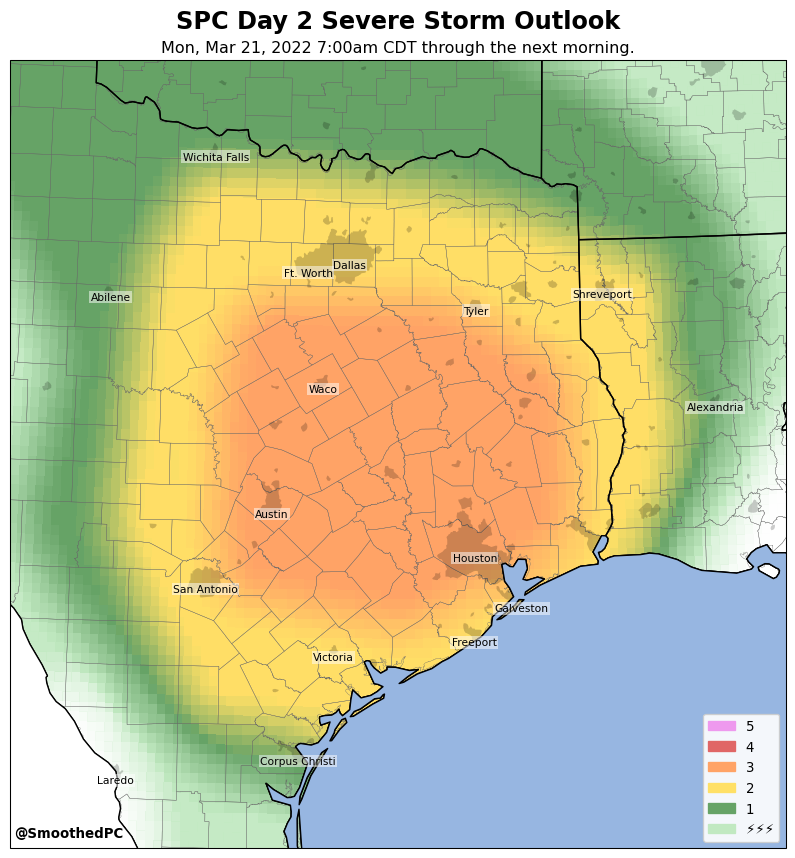 SPC Day 2 Severe Storm Outlook
Mon, Mar 21, 2022 7:00am CDT through the next morning.
Wichita Falls
Dallas
Ft. Worth
Abilene
Shreveport
Tyler
Waco
Alexandria
Austin
Houston
San Antonio
Galveston
Freeport
Victoria
Corpus Christi
Laredo
5
4
3
2
1
⚡⚡⚡
@SmoothedPC